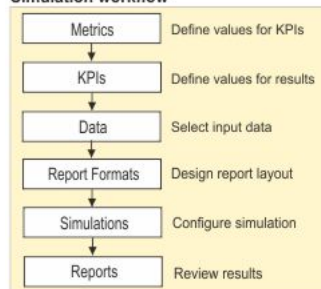 Simulation workflow
Metrics Define values for KPIs
KPIs Define values for results
Data Select input data
Report Formats Design report layout
Simulations Configure simulation
Reports Review results